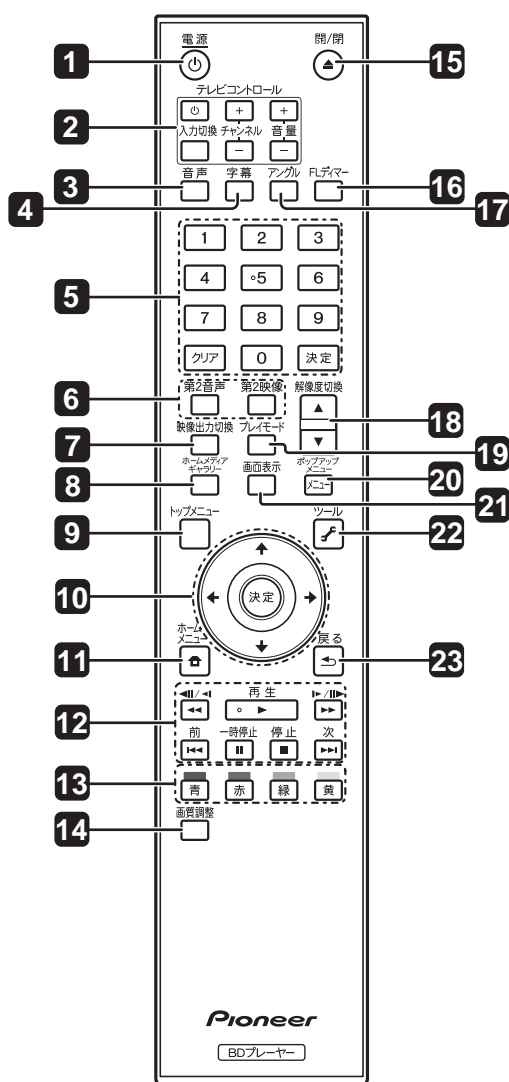 電源 開/閉
1 15
テレビコントロール
2 + +
入力切換 チャンネル 音量
− −
3 音声 字幕 アングル FLディマー 16
4 17
1 2 3
5 4 5 6
7 8 9
クリア 0 決定
6 第2音声 第2映像 解像度切換
18
7 映像出力切換 プレイモード
19
8 ホームメディア
ギャラリー 画面表示 ポップアップ
メニュー
メニュー 20
21
9 トップメニュー ツール
22
10 決定
11 ホーム
メニュー 戻る
23
12 再生
前 一時停止 停止 次
13 青 赤 緑 黄
14 画質調整
Pioneer
BDプレーヤー